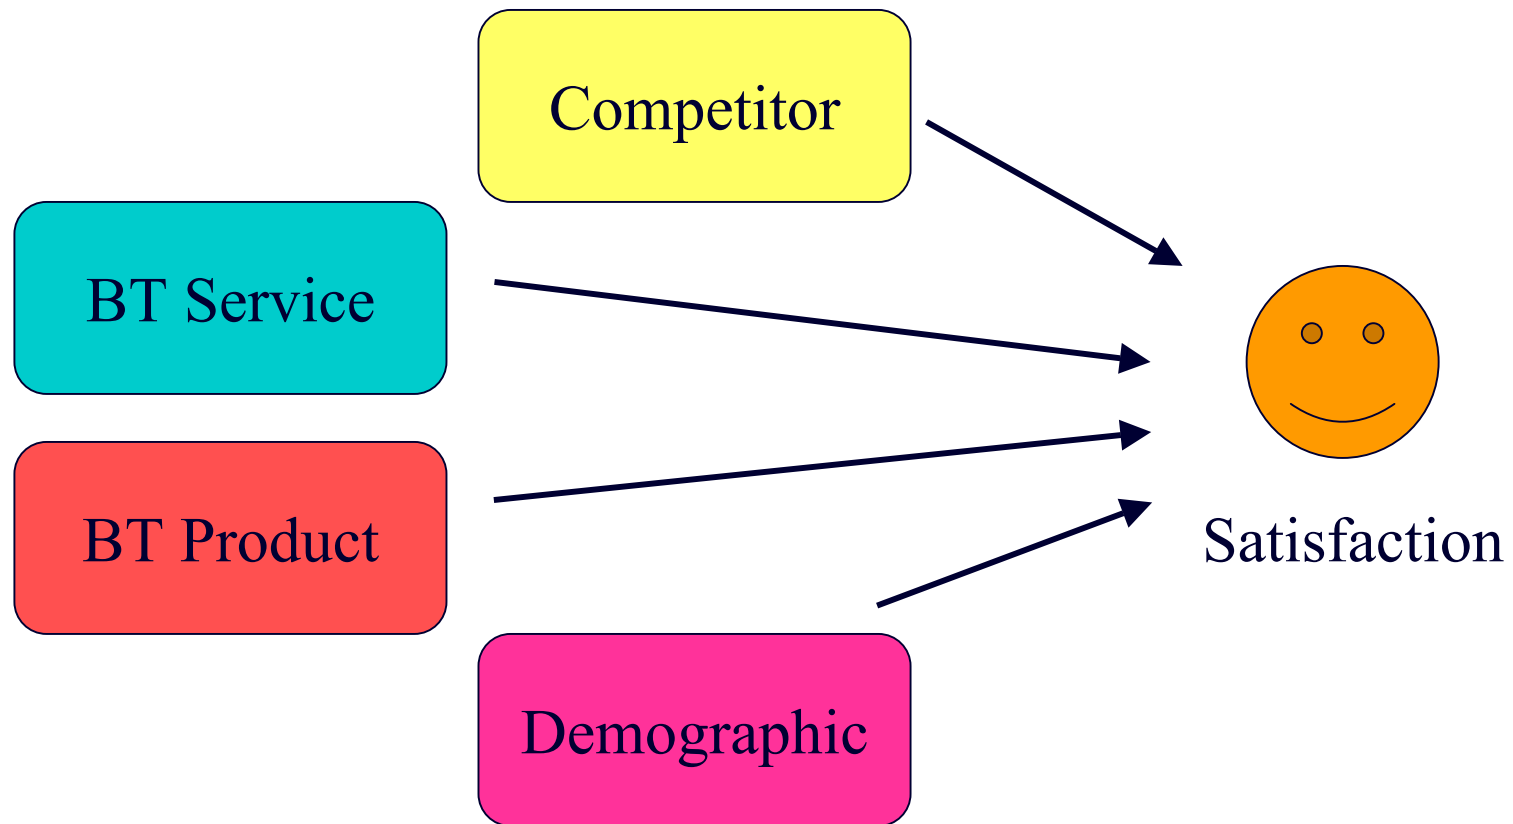 Competitor
BT Service
BT Product
Satisfaction
Demographic